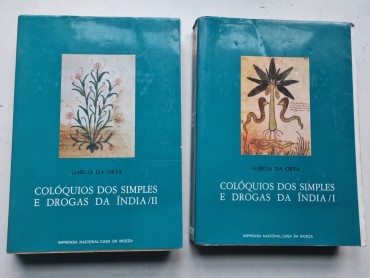 GARCIA DA ORTA
COLÓQUIOS DOS SIMPLES
E DROGAS DA ÍNDIA/II
IMPRENSA NACIONAL-CASA DA MOEDA
GARCIA DA ORTA
COLÓQUIOS DOS SIMPLES
E DROGAS DA ÍNDIA/I
IMPRENSA NACIONAL-CASA DA MOEDA